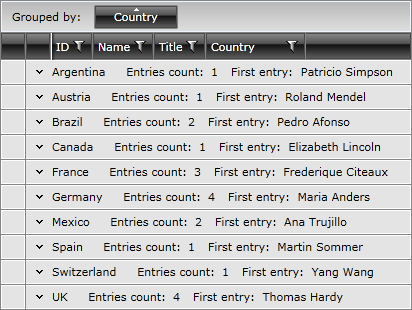 Grouped by: Country
ID Name Title Country
Argentina Entries count: 1 First entry: Patricio Simpson
Austria Entries count: 1 First entry: Roland Mendel
Brazil Entries count: 2 First entry: Pedro Afonso
Canada Entries count: 1 First entry: Elizabeth Lincoln
France Entries count: 3 First entry: Frederique Citeaux
Germany Entries count: 4 First entry: Maria Anders
Mexico Entries count: 2 First entry: Ana Trujillo
Spain Entries count: 1 First entry: Martin Sommer
Switzerland Entries count: 1 First entry: Yang Wang
UK Entries count: 4 First entry: Thomas Hardy